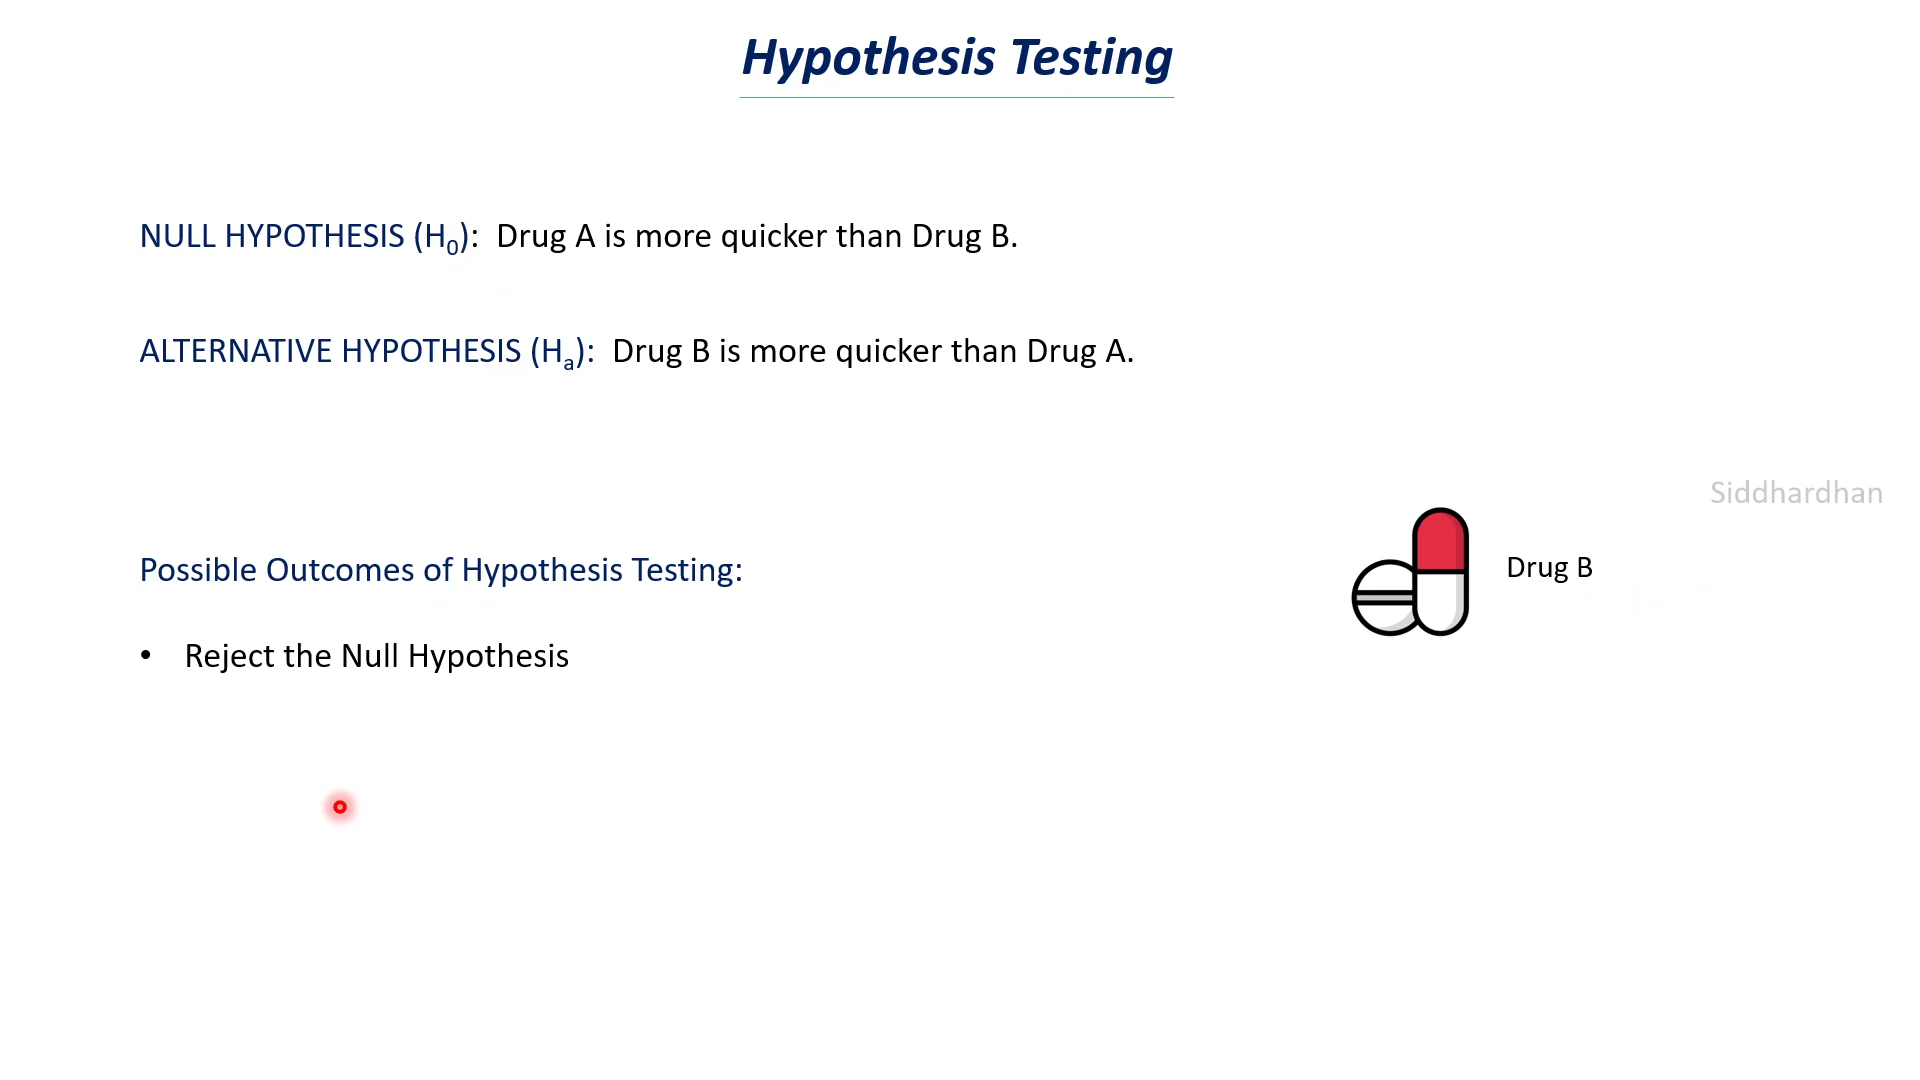 Hypothesis Testing
NULL HYPOTHESIS (H0): Drug A is more quicker than Drug B.
ALTERNATIVE HYPOTHESIS (Ha): Drug B is more quicker than Drug A.
Siddhardhan
Possible Outcomes of Hypothesis Testing:
Drug B
• Reject the Null Hypothesis